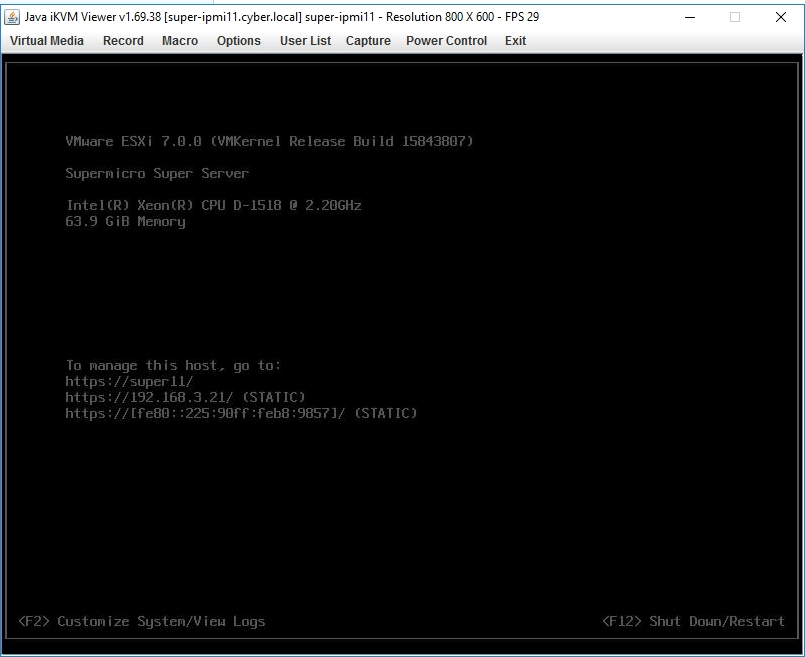 Java iKVM Viewer v1.69.38 [super-ipmi11.cyber.local] super-ipmi11 - Resolution 800 X 600 - FPS 29
Virtual Media Record Macro Options User List Capture Power Control Exit
VMware ESXi 7.0.0 (VMKernel Release Build 15843807)
Supermicro Super Server
Intel(R) Xeon(R) CPU D-1518 @ 2.20GHz
63.9 GiB Memory
To manage this host, go to:
https://super11/
https://192.168.3.21/ (STATIC)
https://[fe80::225:90ff:feb8:9857]/ (STATIC)
<F2> Customize System/View Logs <F12> Shut Down/Restart